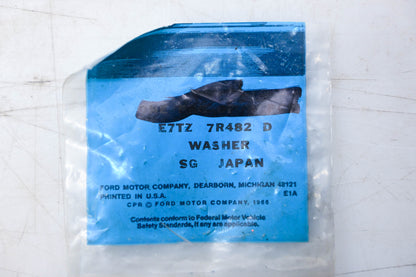 E7TZ 7R482 D
WASHER
SG JAPAN
FORD MOTOR COMPANY, DEARBORN, MICHIGAN 48121
PRINTED IN U.S.A. E1A
CPR © FORD MOTOR COMPANY, 1986
Contents conform to Federal Motor Vehicle
Safety Standards, if any are applicable.